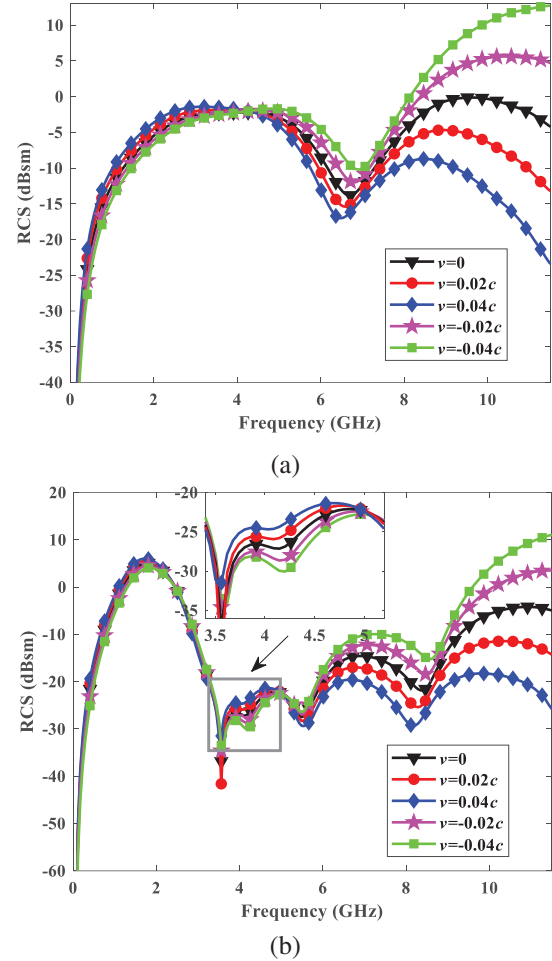 10
5
0
-5
-10
-15
-20
-25
-30
-35
-40
RCS (dBsm)
v=0
v=0.02c
v=0.04c
v=-0.02c
v=-0.04c
0 2 4 6 8 10
Frequency (GHz)
(a)
20
10
0
-10
-20
-30
-40
-50
-60
RCS (dBsm)
-20
-25
-30
-35
3.4 4 4.5 5
v=0
v=0.02c
v=0.04c
v=-0.02c
v=-0.04c
0 2 4 6 8 10
Frequency (GHz)
(b)